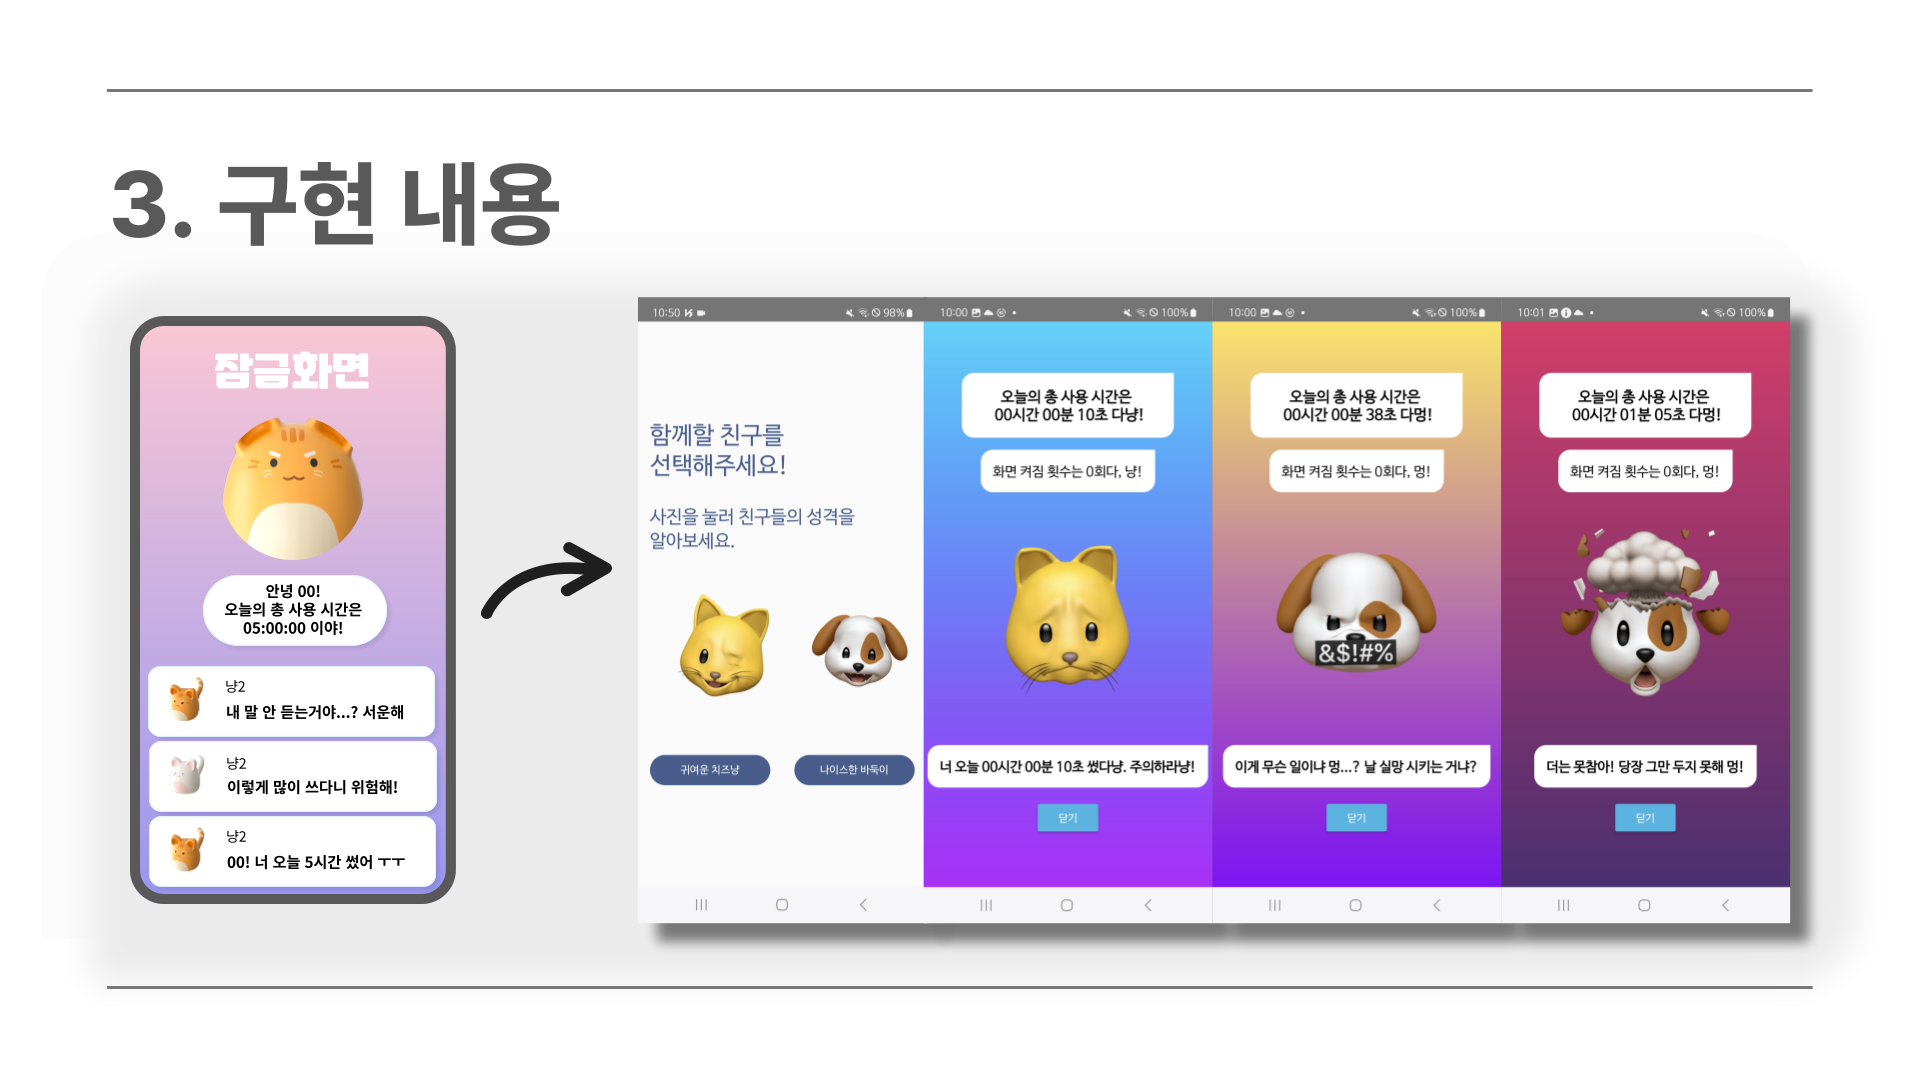 3. 구현 내용
잠금화면
안녕 00!
오늘의 총 사용 시간은
05:00:00 이야!
냥2
내 말 안 듣는거야...? 서운해
냥2
이렇게 많이 쓰다니 위험해!
냥2
00! 너 오늘 5시간 썼어 ㅜㅜ
10:50
98%
함께할 친구를
선택해주세요!
사진을 눌러 친구들의 성격을
알아보세요.
귀여운 치즈냥
나이스한 바둑이
10:00
100%
오늘의 총 사용 시간은
00시간 00분 10초 다냥!
화면 켜짐 횟수는 0회다, 냥!
너 오늘 00시간 00분 10초 썼다냥. 주의하라냥!
닫기
10:00
100%
오늘의 총 사용 시간은
00시간 00분 38초 다멍!
화면 켜짐 횟수는 0회다, 멍!
&$!#%
이게 무슨 일이냐 멍...? 날 실망 시키는 거냐?
닫기
10:01
100%
오늘의 총 사용 시간은
00시간 01분 05초 다멍!
화면 켜짐 횟수는 0회다, 멍!
더는 못참아! 당장 그만 두지 못해 멍!
닫기